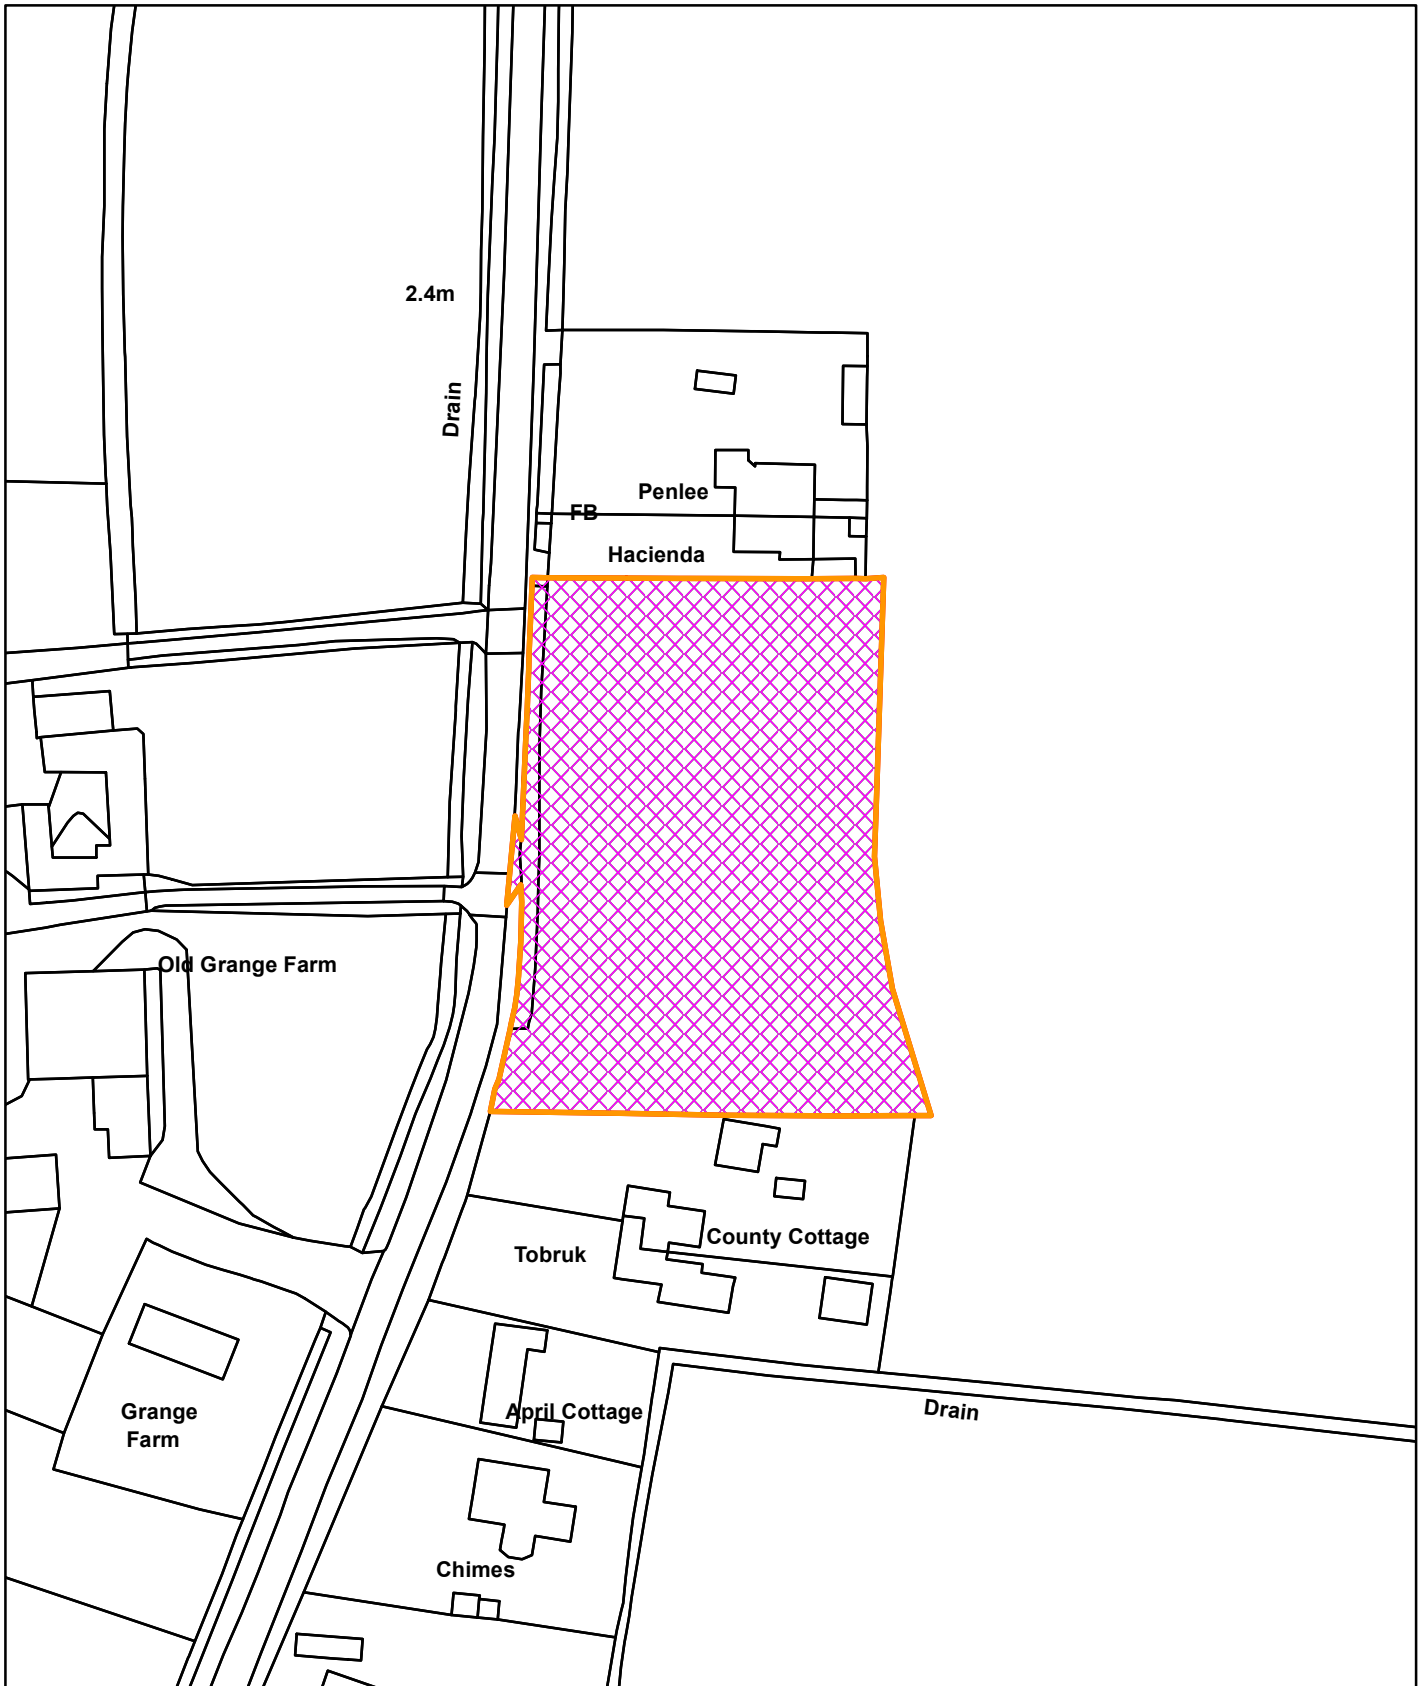 2.4m
Drain
Penlee
FB
Hacienda
Old Grange Farm
County Cottage
Tobruk
April Cottage
Drain
Grange
Farm
Chimes